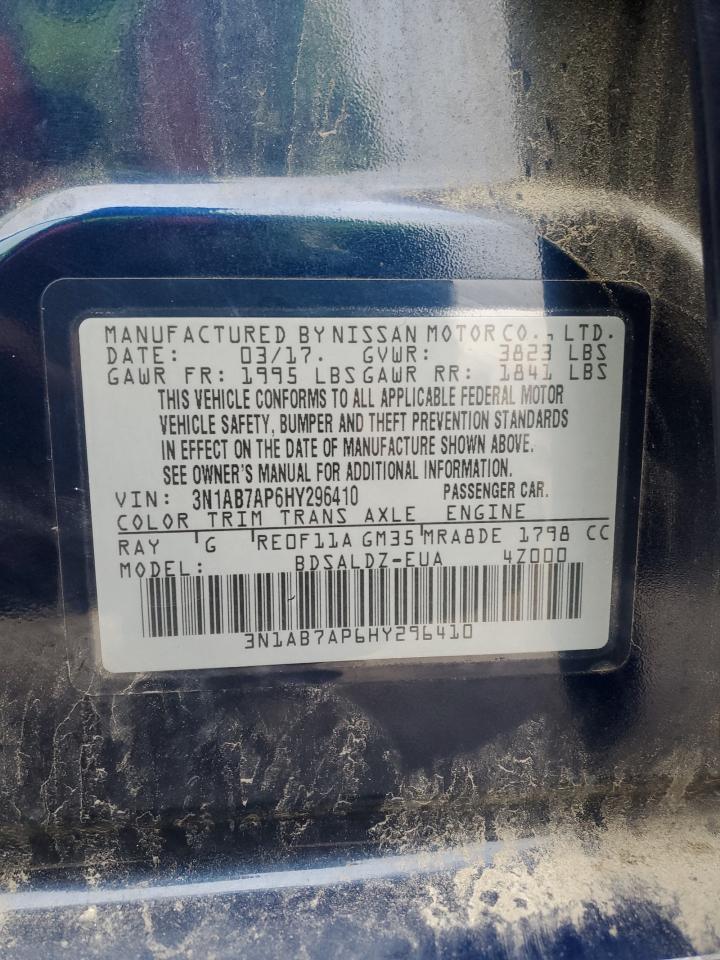 MANUFACTURED BY NISSAN MOTOR CO., LTD.
DATE: 03/17. GVWR: 3823 LBS
GAWR FR: 1995 LBS GAWR RR: 1841 LBS
THIS VEHICLE CONFORMS TO ALL APPLICABLE FEDERAL MOTOR
VEHICLE SAFETY, BUMPER AND THEFT PREVENTION STANDARDS
IN EFFECT ON THE DATE OF MANUFACTURE SHOWN ABOVE.
SEE OWNER'S MANUAL FOR ADDITIONAL INFORMATION.
VIN: 3N1AB7AP6HY296410 PASSENGER CAR.
COLOR TRIM TRANS AXLE ENGINE
RAY G RE0F11A GM35 MRA8DE 1798 CC
MODEL: BDSALDZ-EUA 4Z000
3N1AB7AP6HY296410